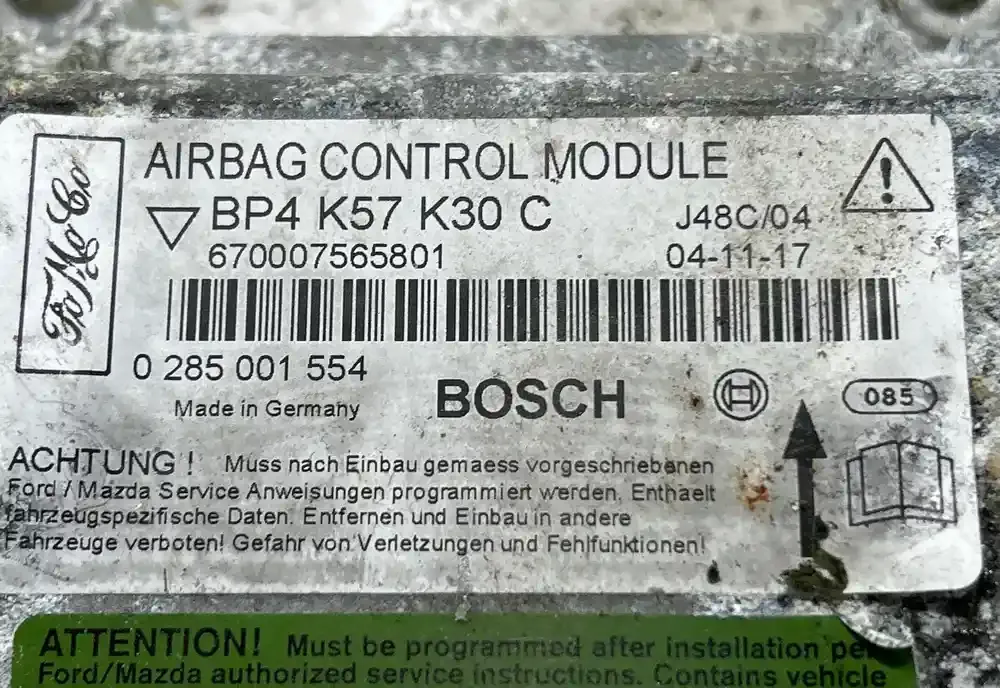 FoMoCo
AIRBAG CONTROL MODULE
BP4 K57 K30 C
J48C/04
670007565801
04-11-17
0 285 001 554
Made in Germany
BOSCH
085
ACHTUNG ! Muss nach Einbau gemaess vorgeschriebenen
Ford / Mazda Service Anweisungen programmiert werden. Enthaelt
fahrzeugspezifische Daten. Entfernen und Einbau in andere
Fahrzeuge verboten! Gefahr von Verletzungen und Fehlfunktionen!
ATTENTION! Must be programmed after installation per
Ford/Mazda authorized service instructions. Contains vehicle